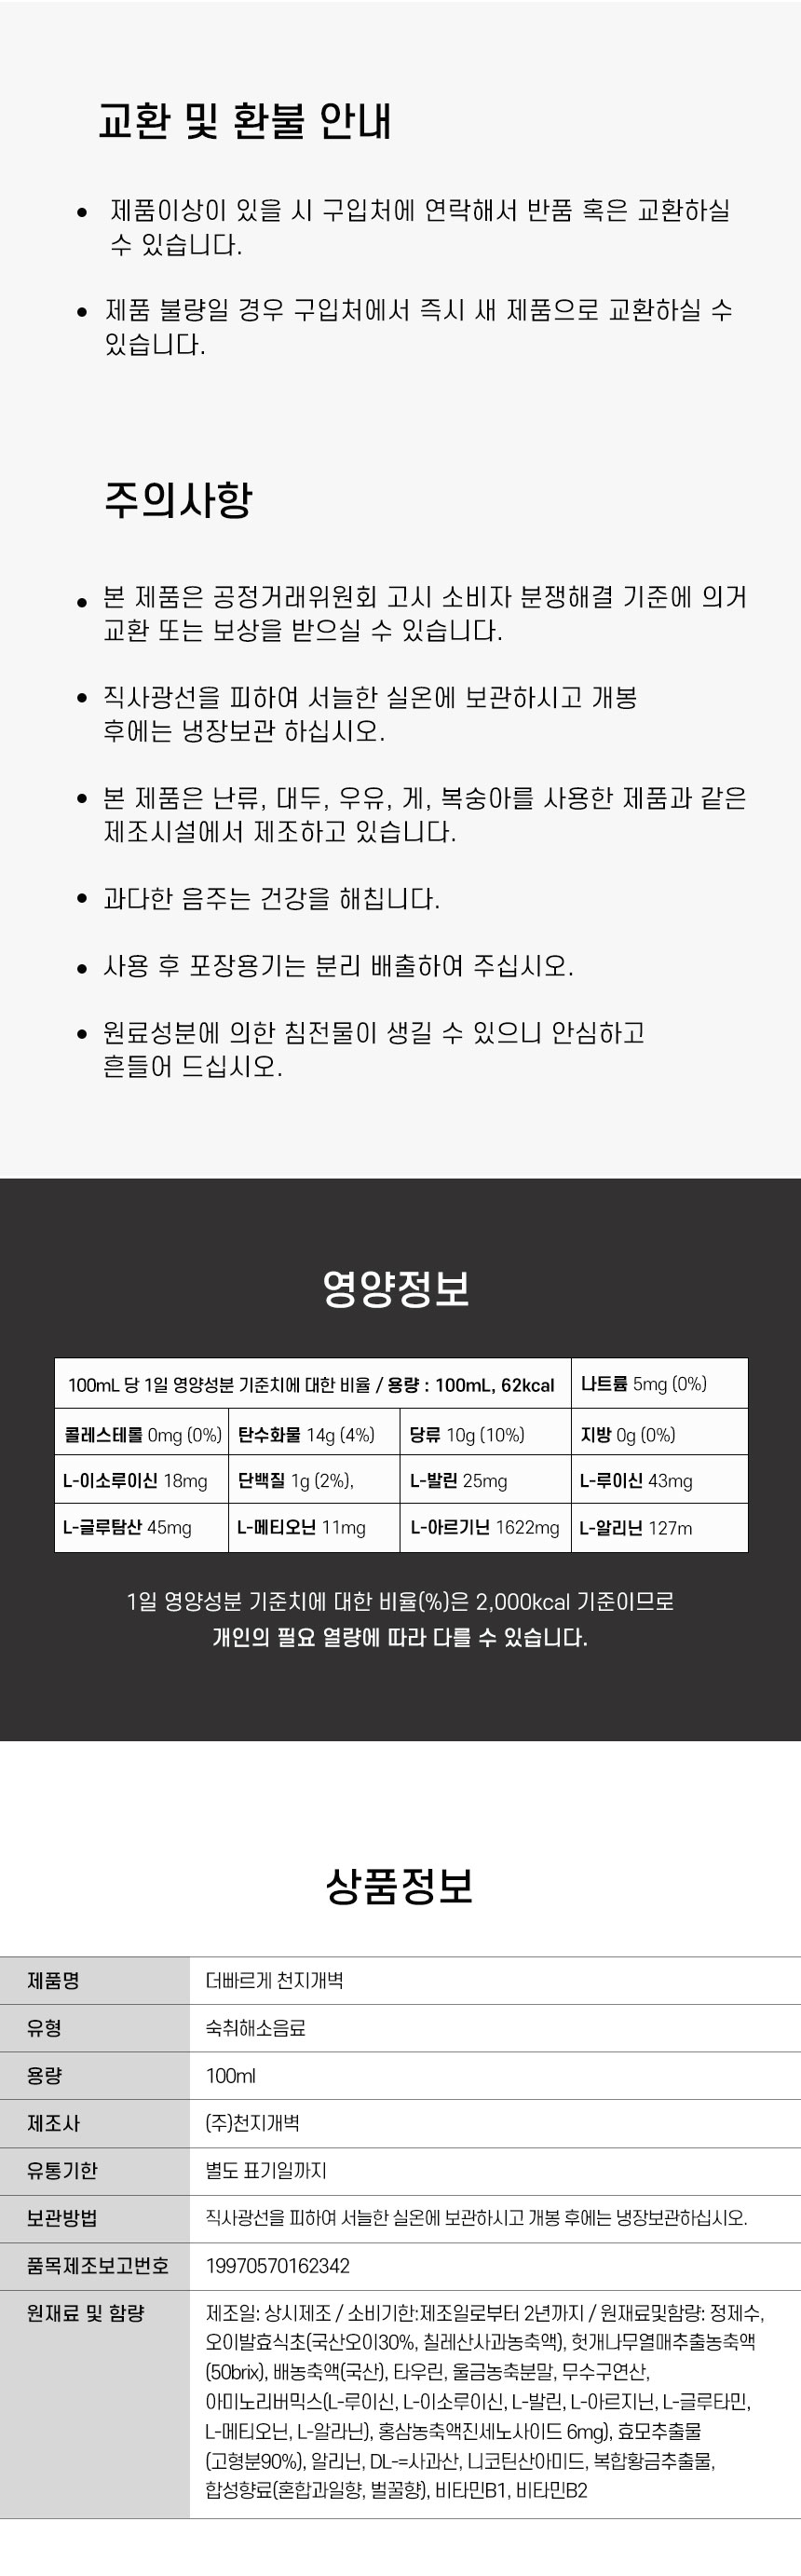 교환 및 환불 안내
제품이상이 있을 시 구입처에 연락해서 반품 혹은 교환하실
수 있습니다.
제품 불량일 경우 구입처에서 즉시 새 제품으로 교환하실 수
있습니다.
주의사항
본 제품은 공정거래위원회 고시 소비자 분쟁해결 기준에 의거
교환 또는 보상을 받으실 수 있습니다.
직사광선을 피하여 서늘한 실온에 보관하시고 개봉
후에는 냉장보관 하십시오.
본 제품은 난류, 대두, 우유, 게, 복숭아를 사용한 제품과 같은
제조시설에서 제조하고 있습니다.
과다한 음주는 건강을 해칩니다.
사용 후 포장용기는 분리 배출하여 주십시오.
원료성분에 의한 침전물이 생길 수 있으니 안심하고
흔들어 드십시오.
영양정보
100mL 당 1일 영양성분 기준치에 대한 비율 / 용량 : 100mL, 62kcal 나트륨 5mg (0%)
콜레스테롤 0mg (0%) 탄수화물 14g (4%) 당류 10g (10%) 지방 0g (0%)
L-이소루이신 18mg 단백질 1g (2%), L-발린 25mg L-루이신 43mg
L-글루탐산 45mg L-메티오닌 11mg L-아르기닌 1622mg L-알리닌 127m
1일 영양성분 기준치에 대한 비율(%)은 2,000kcal 기준이므로
개인의 필요 열량에 따라 다를 수 있습니다.
상품정보
제품명 더빠르게 천지개벽
유형 숙취해소음료
용량 100ml
제조사 (주)천지개벽
유통기한 별도 표기일까지
보관방법 직사광선을 피하여 서늘한 실온에 보관하시고 개봉 후에는 냉장보관하십시오.
품목제조보고번호 19970570162342
원재료 및 함량 제조일: 상시제조 / 소비기한:제조일로부터 2년까지 / 원재료및함량: 정제수,
오이발효식초(국산오이30%, 칠레산사과농축액), 헛개나무열매추출농축액
(50brix), 배농축액(국산), 타우린, 울금농축분말, 무수구연산,
아미노리버믹스(L-루이신, L-이소루이신, L-발린, L-아르지닌, L-글루타민,
L-메티오닌, L-알라닌), 홍삼농축액진세노사이드 6mg), 효모추출물
(고형분90%), 알리닌, DL-=사과산, 니코틴산아미드, 복합황금추출물,
합성향료(혼합과일향, 벌꿀향), 비타민B1, 비타민B2